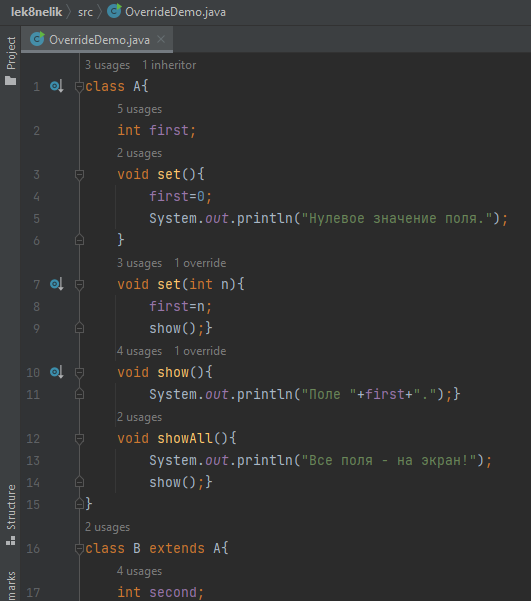 lek8nelik 〉 src 〉 OverrideDemo.java
OverrideDemo.java ×
Project
3 usages 1 inheritor
1 class A{
5 usages
2 int first;
2 usages
3 void set(){
4 first=0;
5 System.out.println("Нулевое значение поля.");
6 }
3 usages 1 override
7 void set(int n){
8 first=n;
9 show();}
4 usages 1 override
10 void show(){
11 System.out.println("Поле "+first+".");}
2 usages
12 void showAll(){
13 System.out.println("Все поля - на экран!");
14 show();}
15 }
2 usages
16 class B extends A{
4 usages
17 int second;
Structure
marks